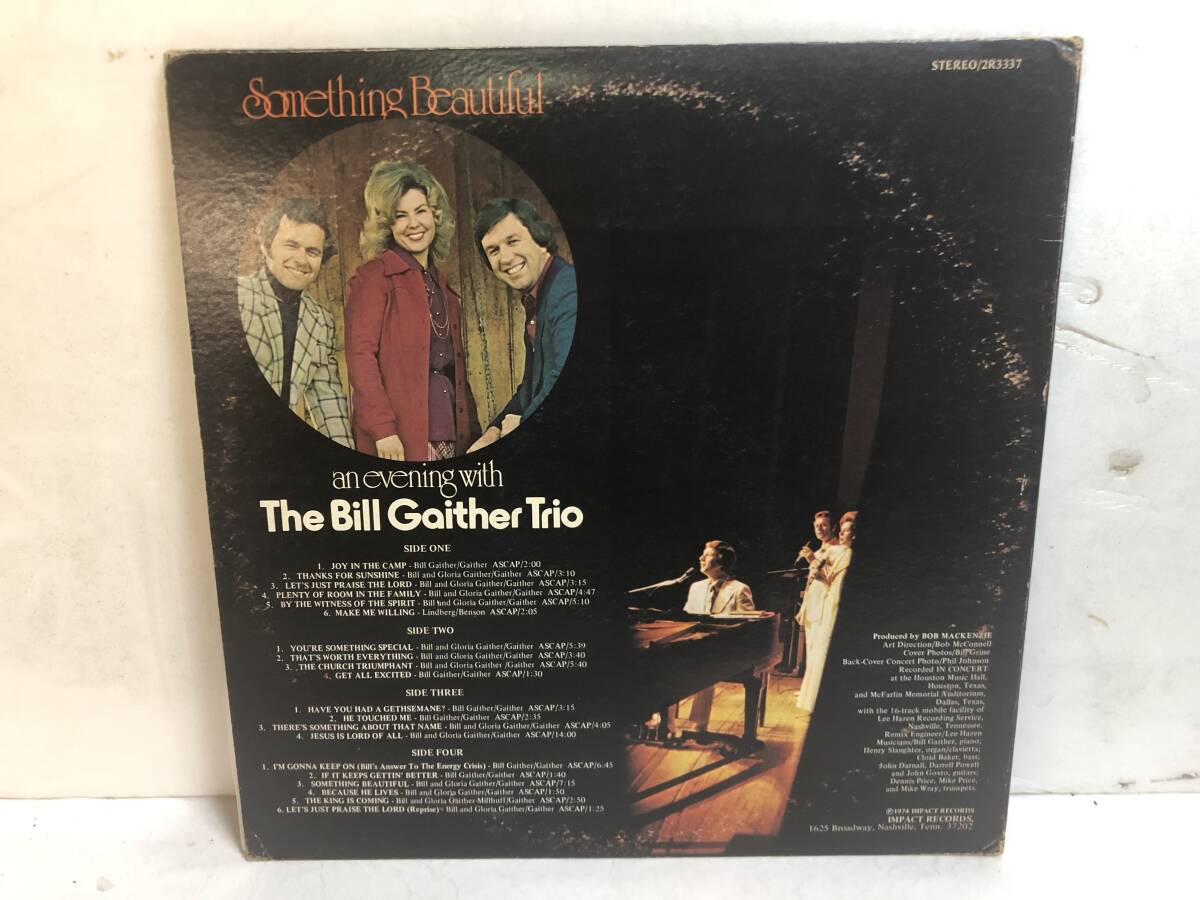 STEREO/2R3337
Something Beautiful
an evening with
The Bill Gaither Trio
SIDE ONE
1. JOY IN THE CAMP - Bill Gaither/Gaither ASCAP/2:00
2. THANKS FOR SUNSHINE - Bill and Gloria Gaither/Gaither ASCAP/3:10
3. LET'S JUST PRAISE THE LORD - Bill and Gloria Gaither/Gaither ASCAP/3:15
4. PLENTY OF ROOM IN THE FAMILY - Bill and Gloria Gaither/Gaither ASCAP/4:47
5. BY THE WITNESS OF THE SPIRIT - Bill and Gloria Gaither/Gaither ASCAP/5:10
6. MAKE ME WILLING - Lindberg/Benson ASCAP/2:05
SIDE TWO
1. YOU'RE SOMETHING SPECIAL - Bill and Gloria Gaither/Gaither ASCAP/5:39
2. THAT'S WORTH EVERYTHING - Bill and Gloria Gaither/Gaither ASCAP/3:40
3. THE CHURCH TRIUMPHANT - Bill and Gloria Gaither/Gaither ASCAP/5:40
4. GET ALL EXCITED - Bill Gaither/Gaither ASCAP/1:30
SIDE THREE
1. HAVE YOU HAD A GETHSEMANE? - Bill Gaither/Gaither ASCAP/3:15
2. HE TOUCHED ME - Bill Gaither/Gaither ASCAP/2:35
3. THERE'S SOMETHING ABOUT THAT NAME - Bill and Gloria Gaither/Gaither ASCAP/4:05
4. JESUS IS LORD OF ALL - Bill and Gloria Gaither/Gaither ASCAP/14:00
SIDE FOUR
1. I'M GONNA KEEP ON (Bill's Answer To The Energy Crisis) - Bill Gaither/Gaither ASCAP/6:45
2. IF IT KEEPS GETTIN' BETTER - Bill Gaither/Gaither ASCAP/1:40
3. SOMETHING BEAUTIFUL - Bill and Gloria Gaither/Gaither ASCAP/7:15
4. BECAUSE HE LIVES - Bill and Gloria Gaither/Gaither ASCAP/1:50
5. THE KING IS COMING - Bill and Gloria Gaither-Millhuff/Gaither ASCAP/2:50
6. LET'S JUST PRAISE THE LORD (Reprise) - Bill and Gloria Gaither/Gaither ASCAP/1:25
Produced by BOB MACKENZIE
Art Direction/Bob McConnell
Cover Photos/Bill Grine
Back-Cover Concert Photo/Phil Johnson
Recorded IN CONCERT
at the Houston Music Hall,
Houston, Texas,
and McFarlin Memorial Auditorium,
Dallas, Texas,
with the 16-track mobile facility of
Lee Hazen Recording Service,
Nashville, Tennessee.
Remix Engineer/Lee Hazen
Musicians/Bill Gaither, piano;
Henry Slaughter, organ/clavietta;
Cloid Baker, bass;
John Darnall, Darrell Powell
and John Gosto, guitars;
Dennis Price, Mike Price,
and Mike Wray, trumpets.
℗1974 IMPACT RECORDS
IMPACT RECORDS,
1625 Broadway, Nashville, Tenn. 37202